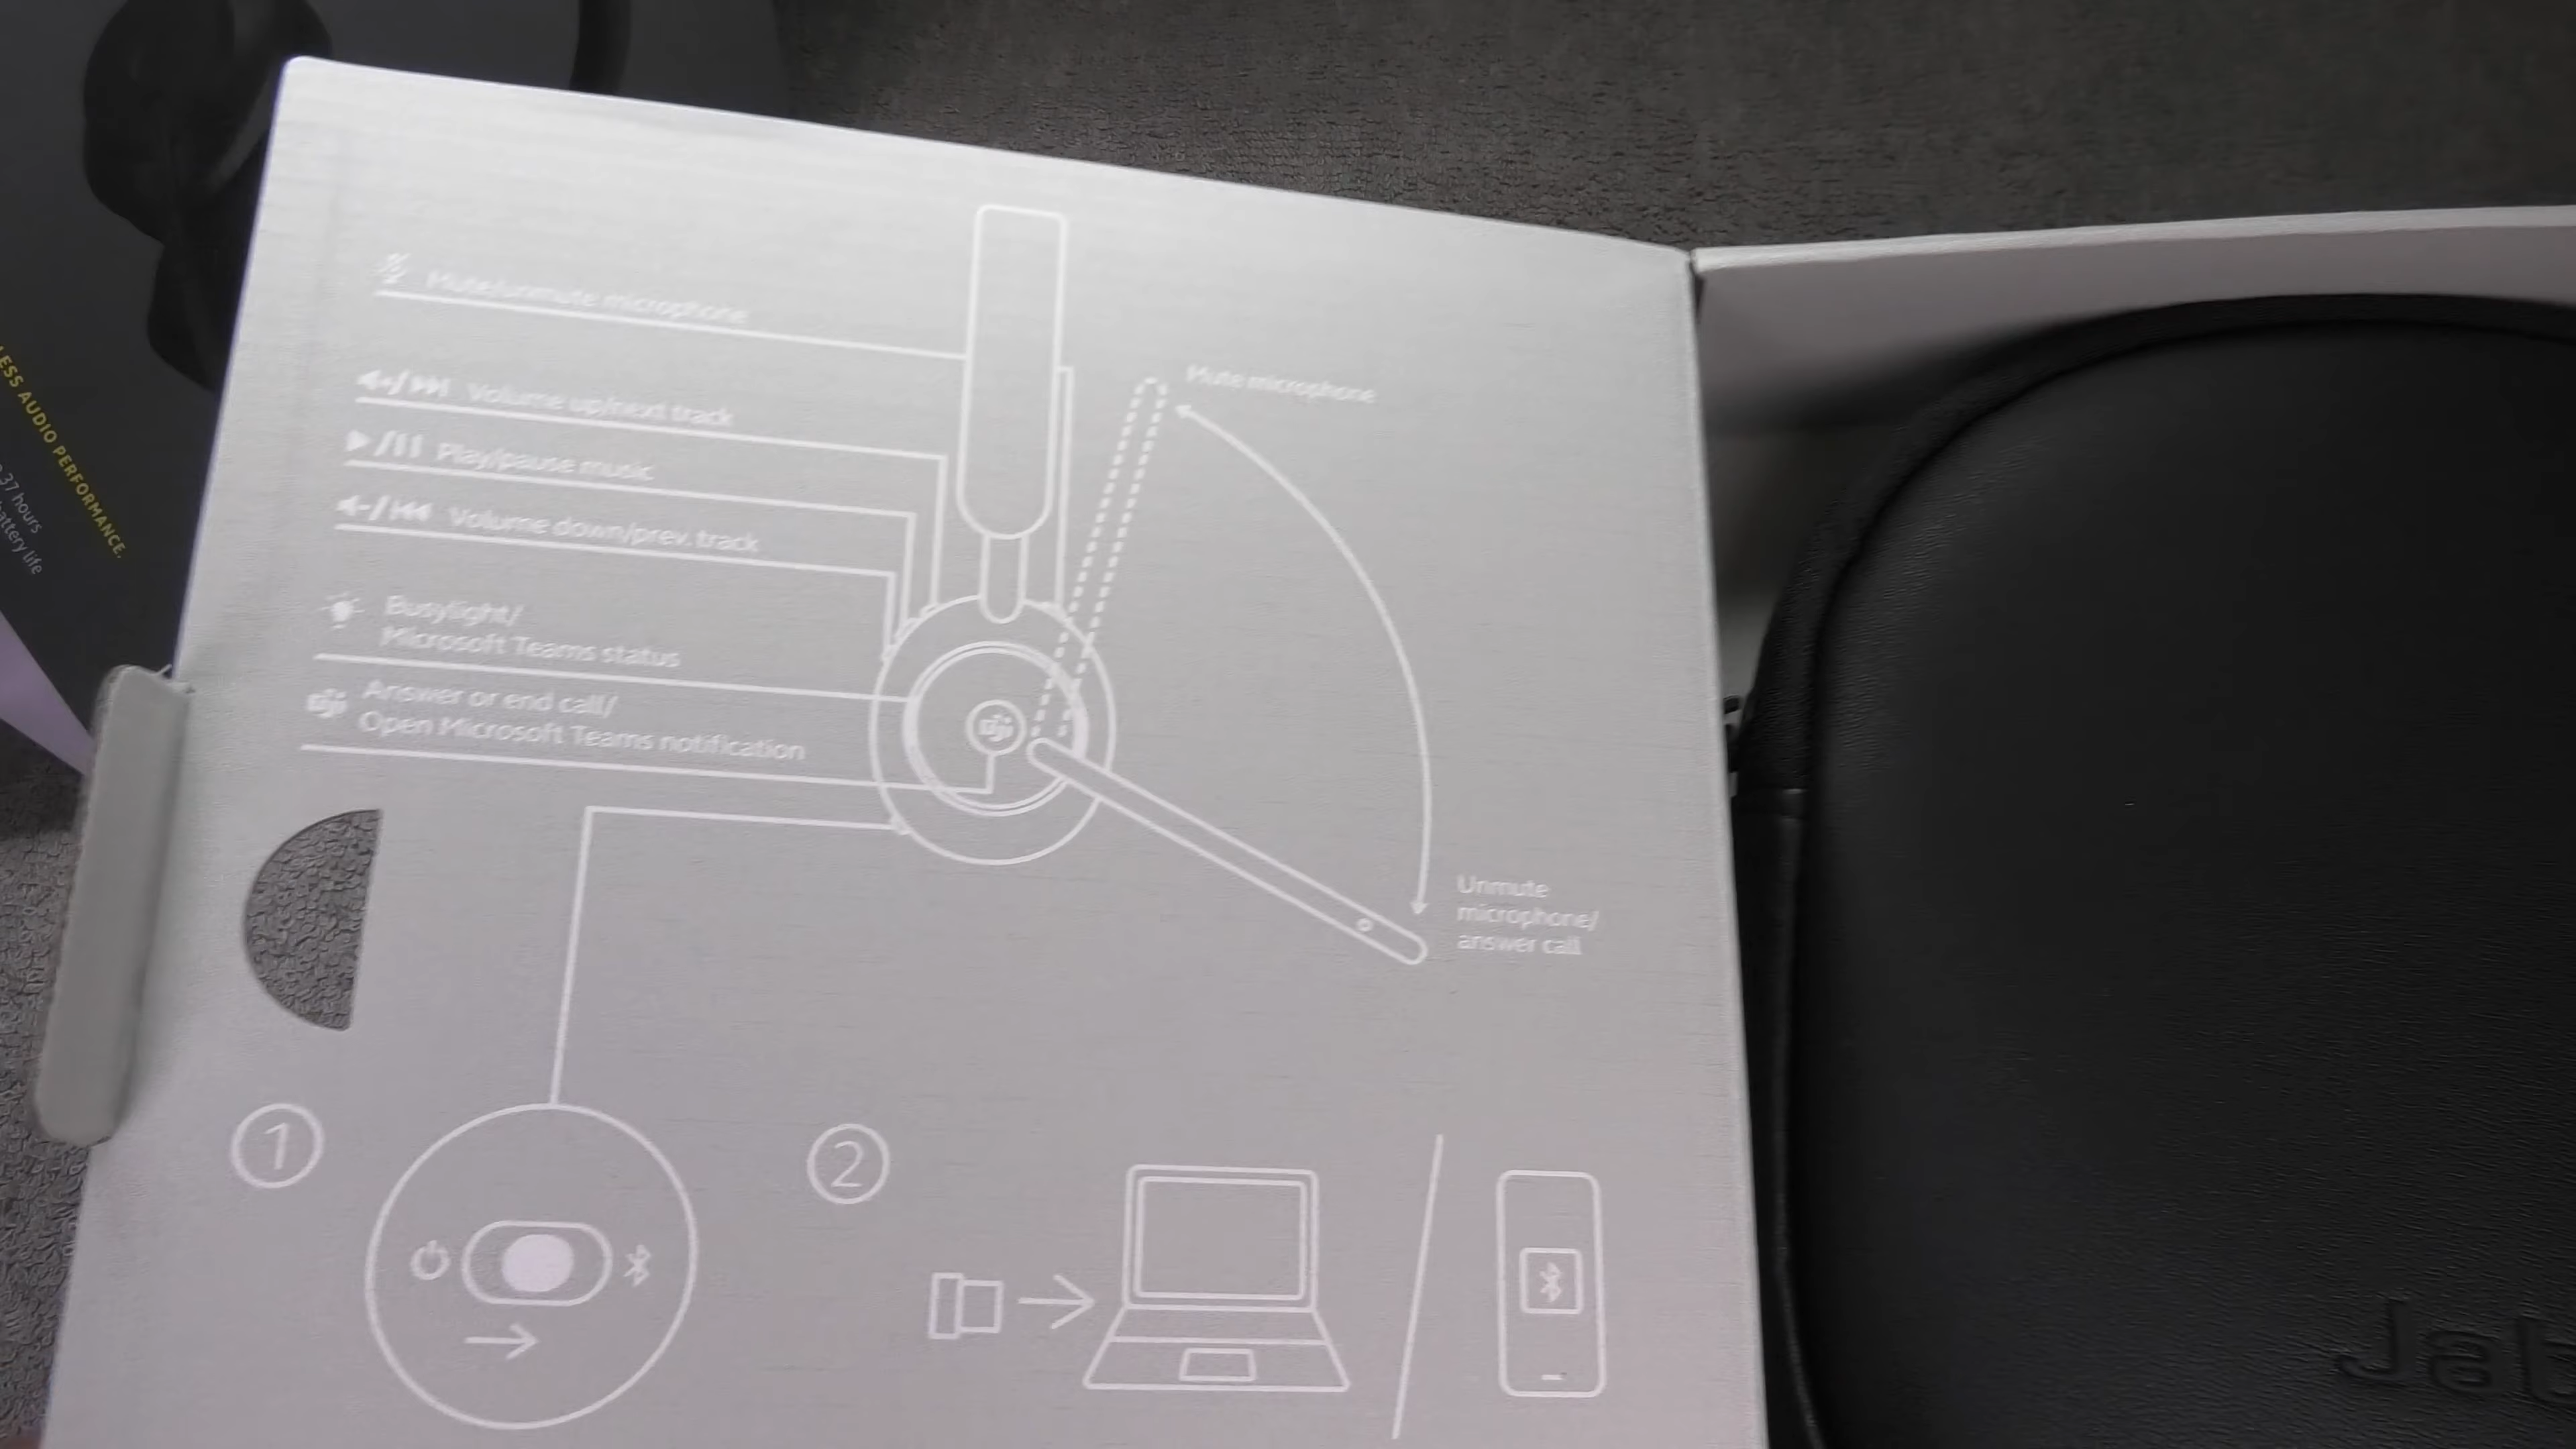 Mute/unmute microphone
Volume up/next track
Play/pause music
Volume down/prev. track
Busylight/
Microsoft Teams status
Answer or end call/
Open Microsoft Teams notification
Mute microphone
Unmute
microphone/
answer call
1
2
LESS AUDIO PERFORMANCE.
37 hours
battery life
Jab